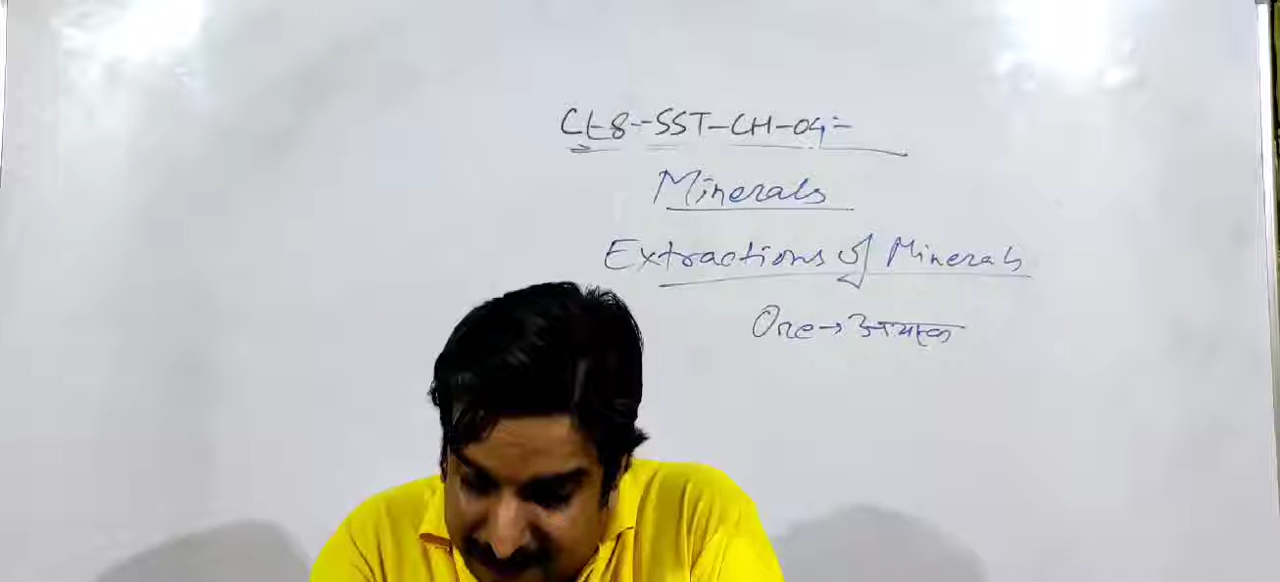 CL-8--SST-CH-04:-
Minerals
Extractions of Minerals
Ore→अयस्क